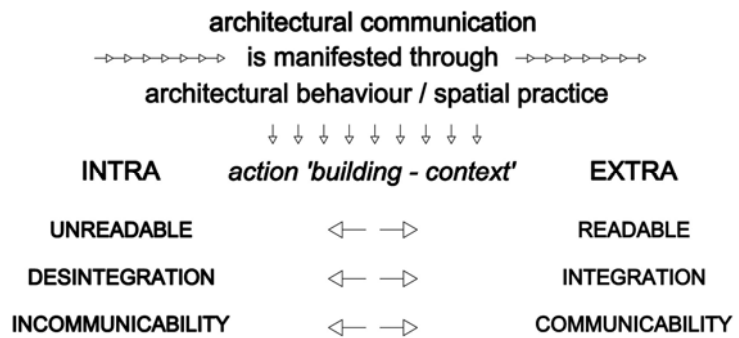 architectural communication
is manifested through
architectural behaviour / spatial practice
INTRA action 'building - context' EXTRA
UNREADABLE READABLE
DESINTEGRATION INTEGRATION
INCOMMUNICABILITY COMMUNICABILITY